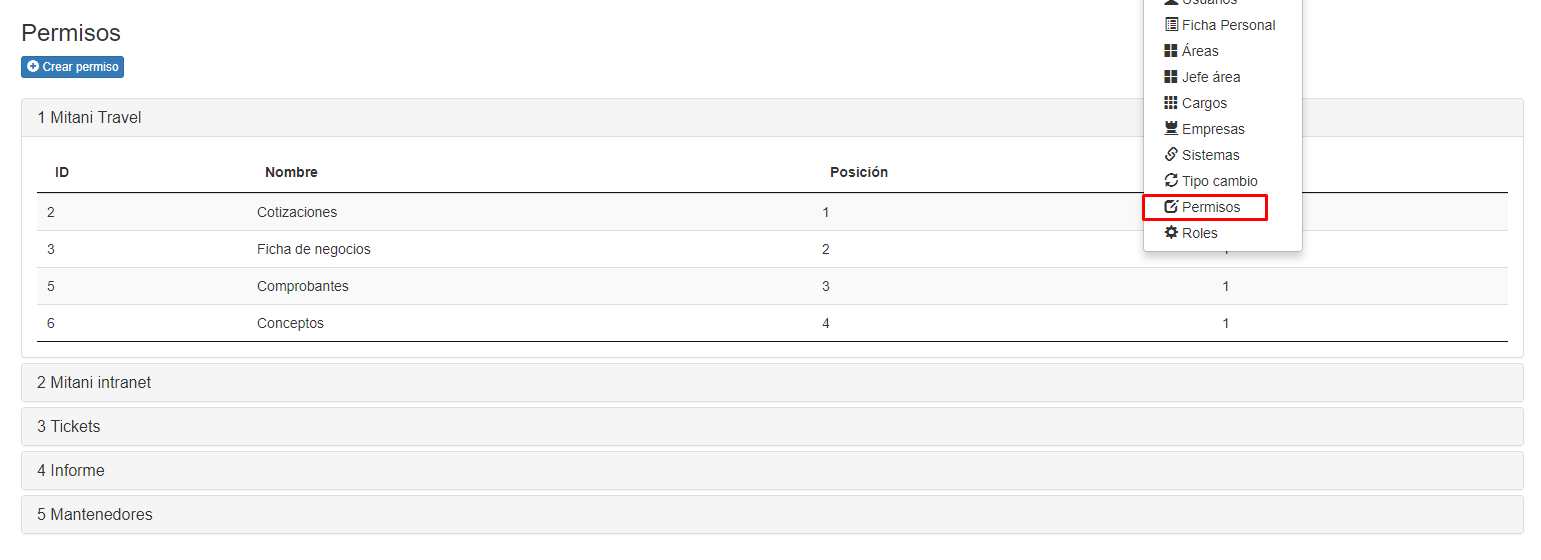 Usuarios
Permisos
Ficha Personal
Crear permiso
Áreas
Jefe área
Cargos
1 Mitani Travel
Empresas
Sistemas
ID Nombre Posición
Tipo cambio
2 Cotizaciones 1
Permisos
Roles
3 Ficha de negocios 2
5 Comprobantes 3 1
6 Conceptos 4 1
2 Mitani intranet
3 Tickets
4 Informe
5 Mantenedores